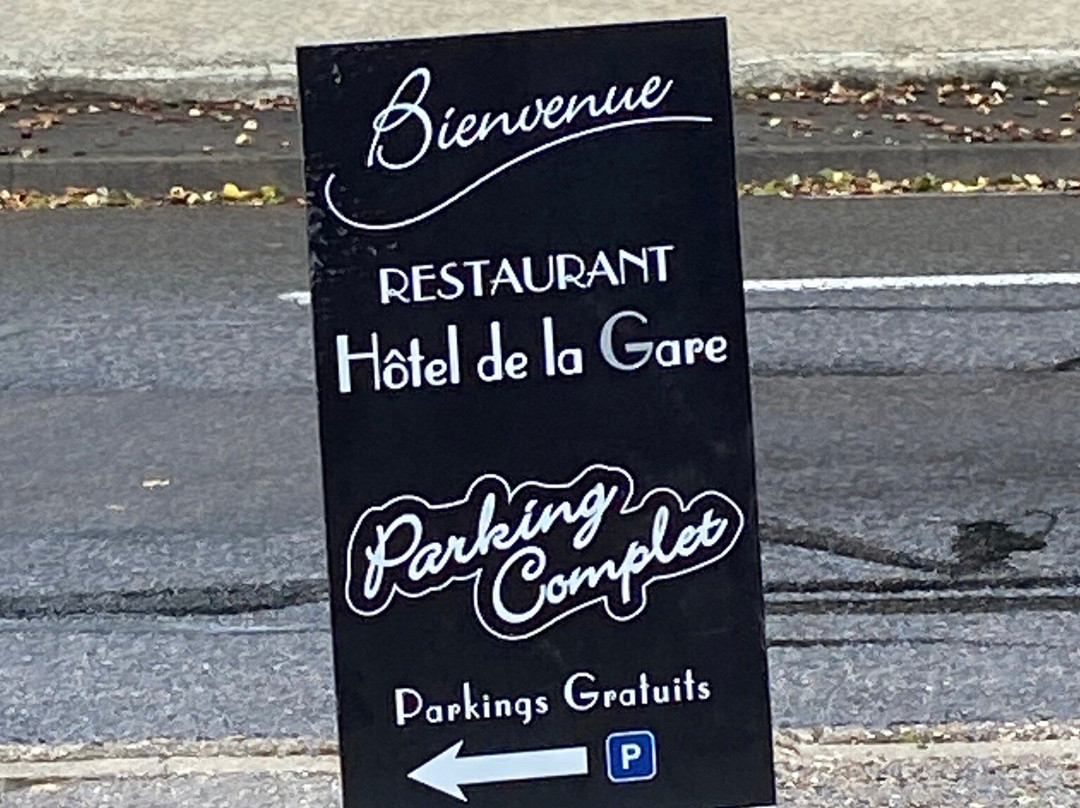 Bienvenue
RESTAURANT
Hôtel de la Gare
Parking
Complet
Parkings Gratuits
P